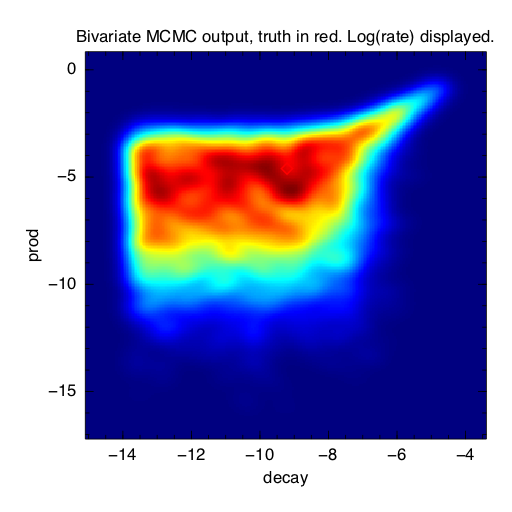 Bivariate MCMC output, truth in red. Log(rate) displayed.
0
−5
−10
−15
prod
−14 −12 −10 −8 −6 −4
decay